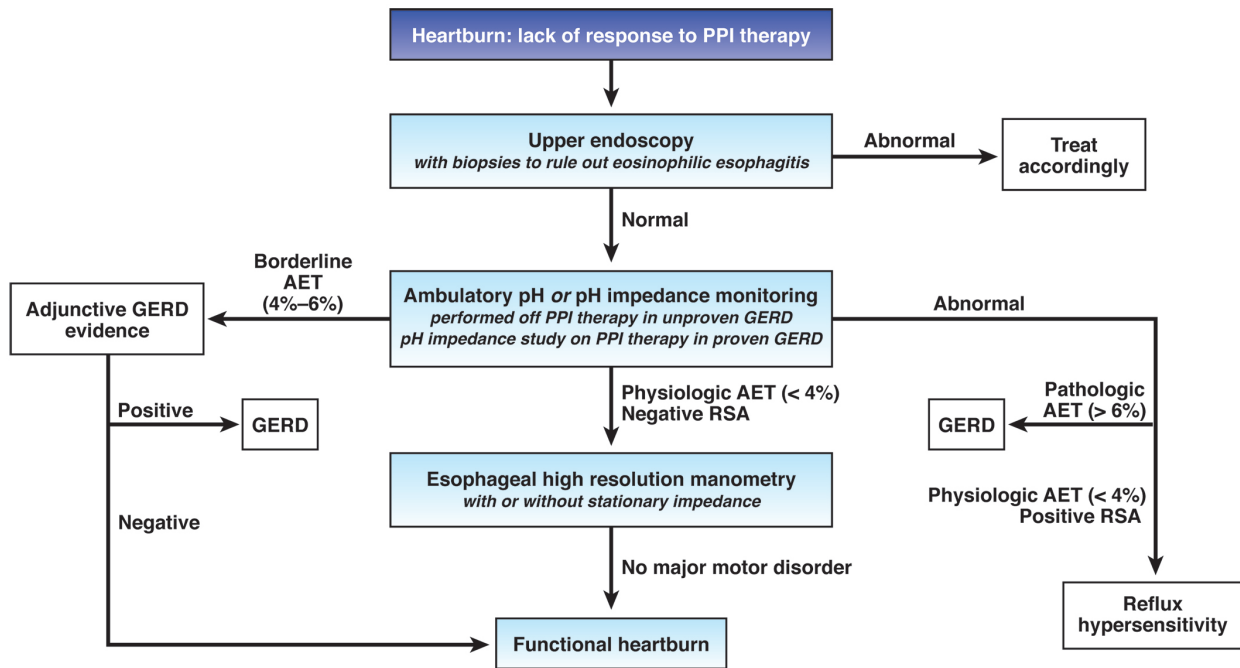 Heartburn: lack of response to PPI therapy
Upper endoscopy
with biopsies to rule out eosinophilic esophagitis
Abnormal
Treat
accordingly
Normal
Borderline
AET
(4%–6%)
Adjunctive GERD
evidence
Ambulatory pH or pH impedance monitoring
performed off PPI therapy in unproven GERD
pH impedance study on PPI therapy in proven GERD
Abnormal
Positive
GERD
Physiologic AET (< 4%)
Negative RSA
Pathologic
AET (> 6%)
GERD
Esophageal high resolution manometry
with or without stationary impedance
Physiologic AET (< 4%)
Positive RSA
Negative
No major motor disorder
Reflux
hypersensitivity
Functional heartburn